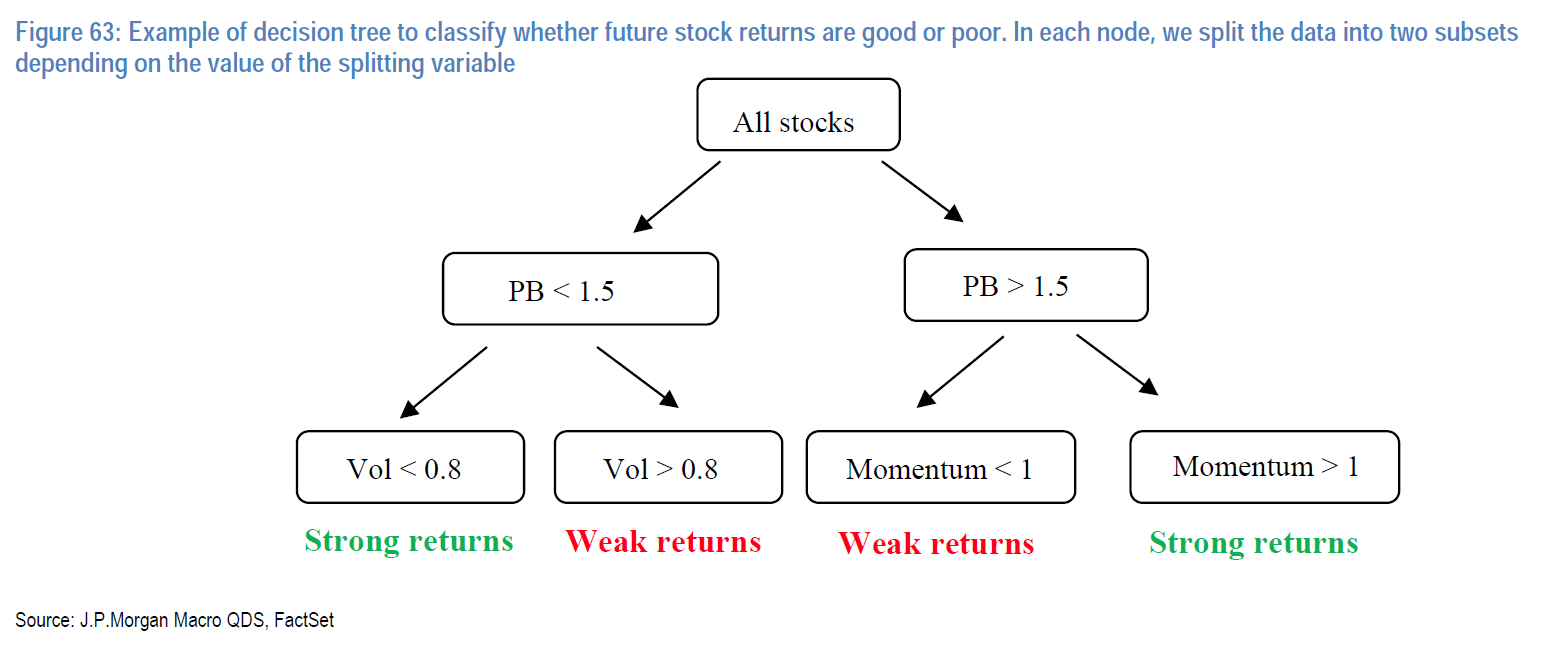 Figure 63: Example of decision tree to classify whether future stock returns are good or poor. In each node, we split the data into two subsets
depending on the value of the splitting variable
All stocks
PB < 1.5
PB > 1.5
Vol < 0.8
Vol > 0.8
Momentum < 1
Momentum > 1
Strong returns
Weak returns
Weak returns
Strong returns
Source: J.P.Morgan Macro QDS, FactSet